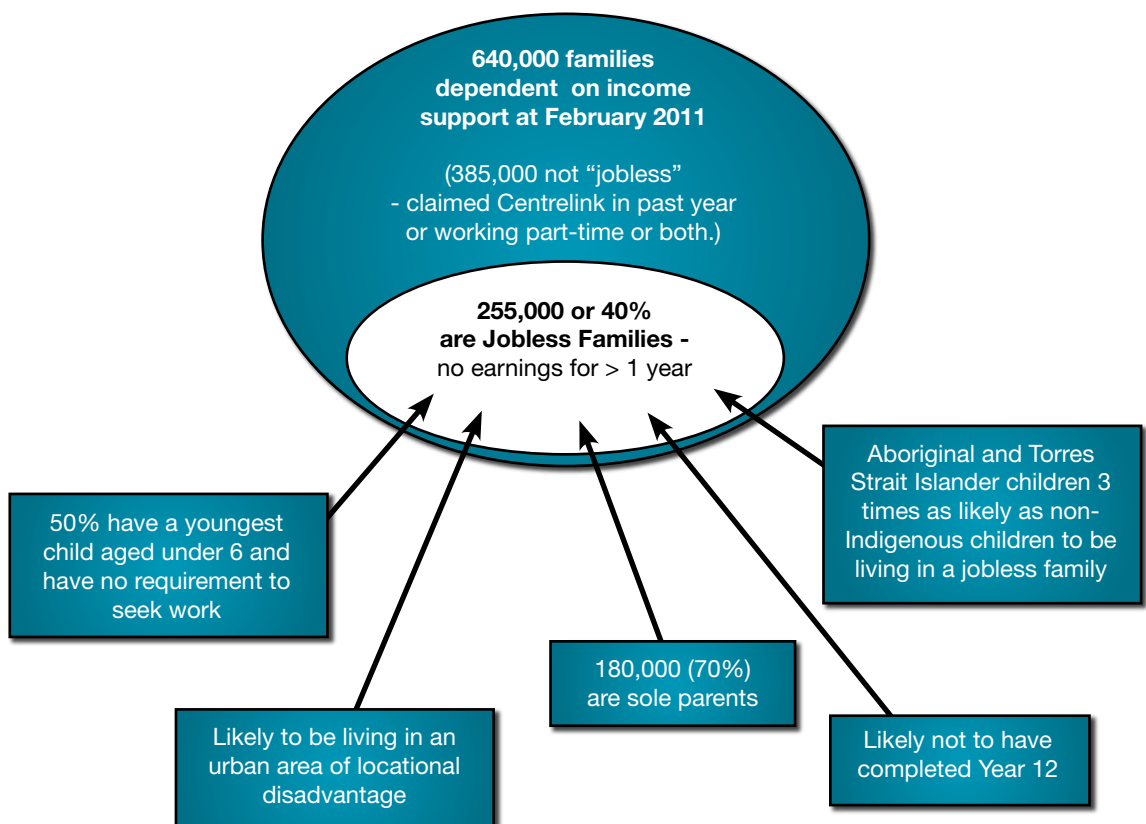 640,000 families
dependent on income
support at February 2011
(385,000 not “jobless”
- claimed Centrelink in past year
or working part-time or both.)
255,000 or 40%
are Jobless Families -
no earnings for > 1 year
50% have a youngest
child aged under 6 and
have no requirement to
seek work
Likely to be living in an
urban area of locational
disadvantage
180,000 (70%)
are sole parents
Likely not to have
completed Year 12
Aboriginal and Torres
Strait Islander children 3
times as likely as non-
Indigenous children to be
living in a jobless family